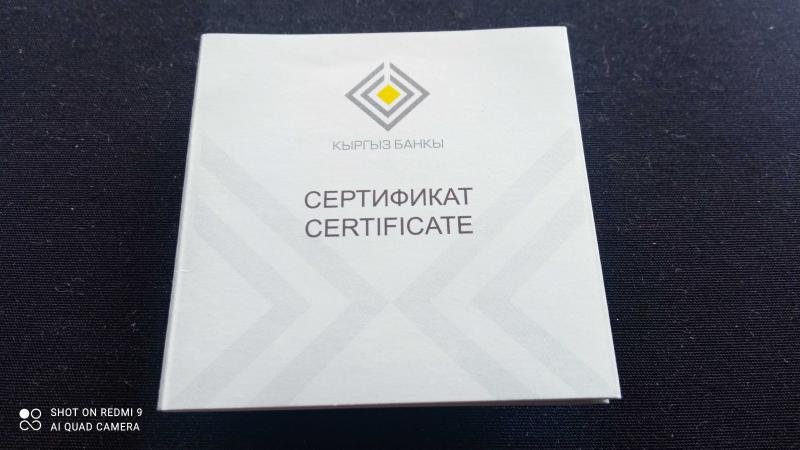 КЫРГЫЗ БАНКЫ
СЕРТИФИКАТ
CERTIFICATE
SHOT ON REDMI 9
AI QUAD CAMERA